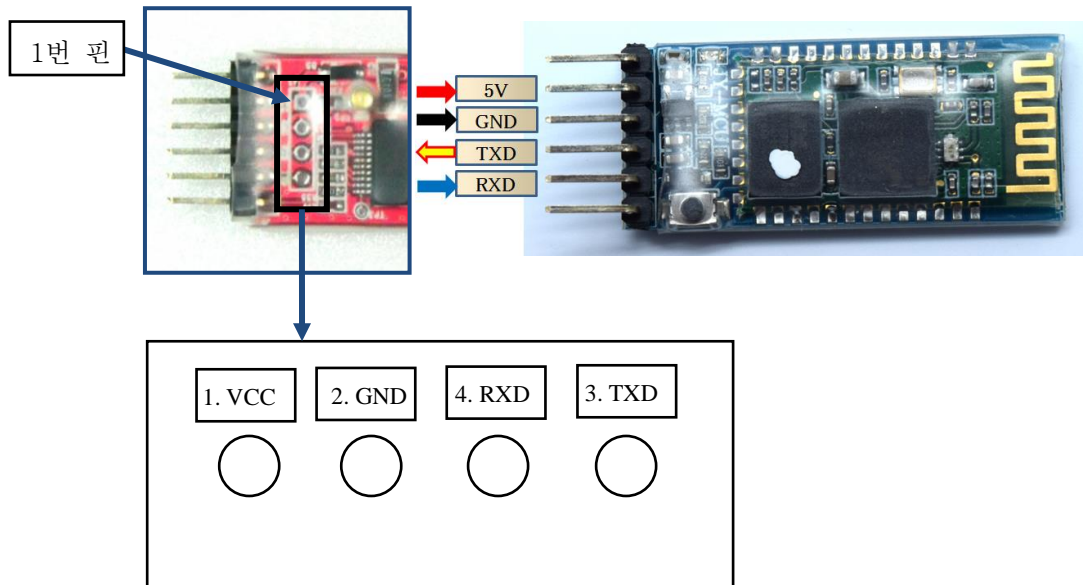 1번 핀
5V
GND
TXD
RXD
1. VCC
2. GND
4. RXD
3. TXD